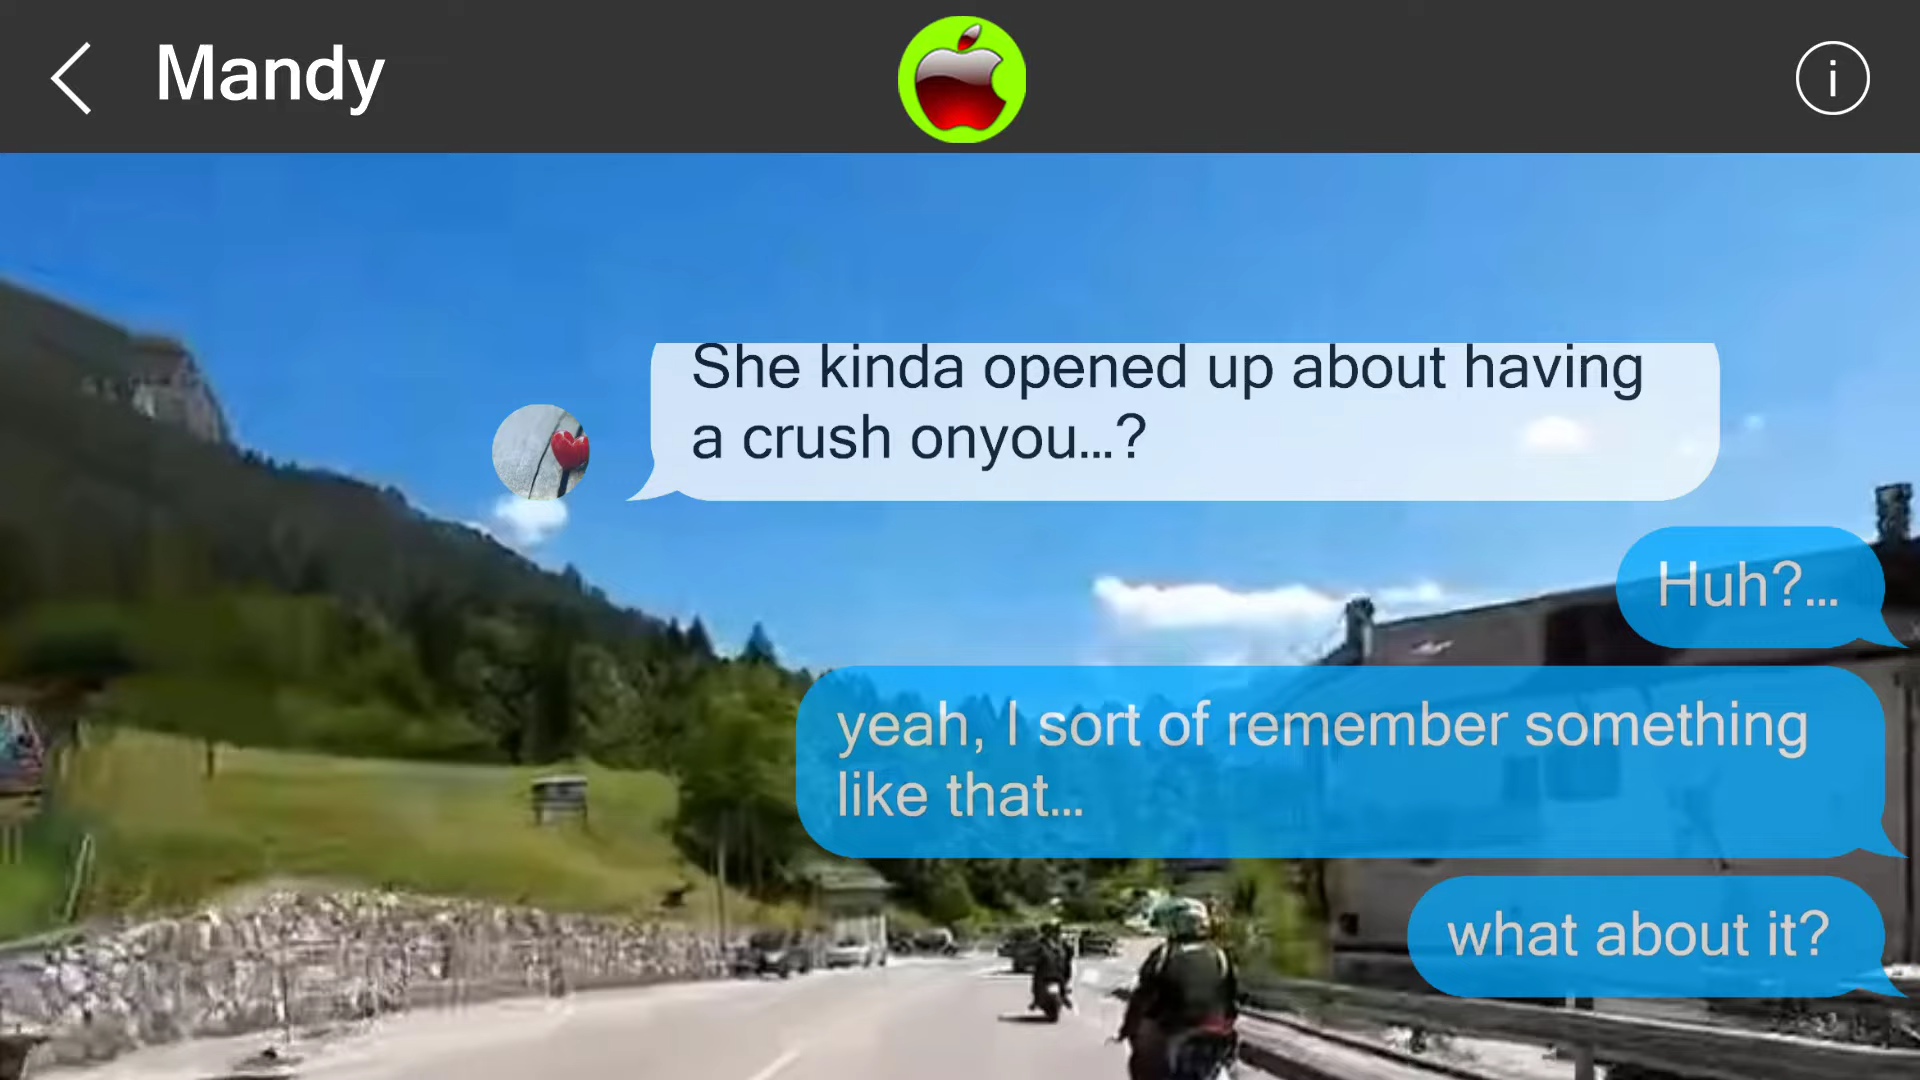 Mandy
i
She kinda opened up about having
a crush onyou...?
Huh?...
yeah, I sort of remember something
like that...
what about it?